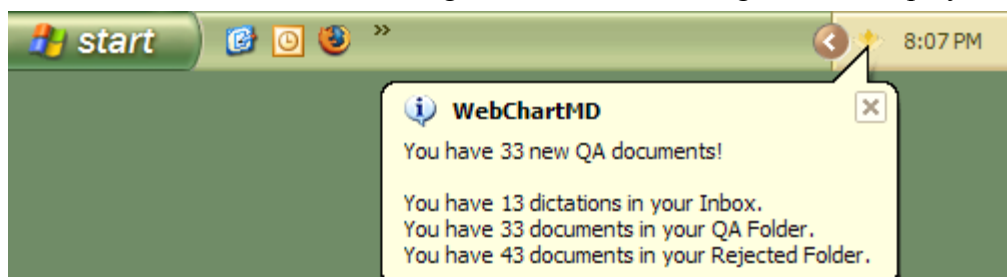 start
»
8:07 PM
WebChartMD
You have 33 new QA documents!
You have 13 dictations in your Inbox.
You have 33 documents in your QA Folder.
You have 43 documents in your Rejected Folder.